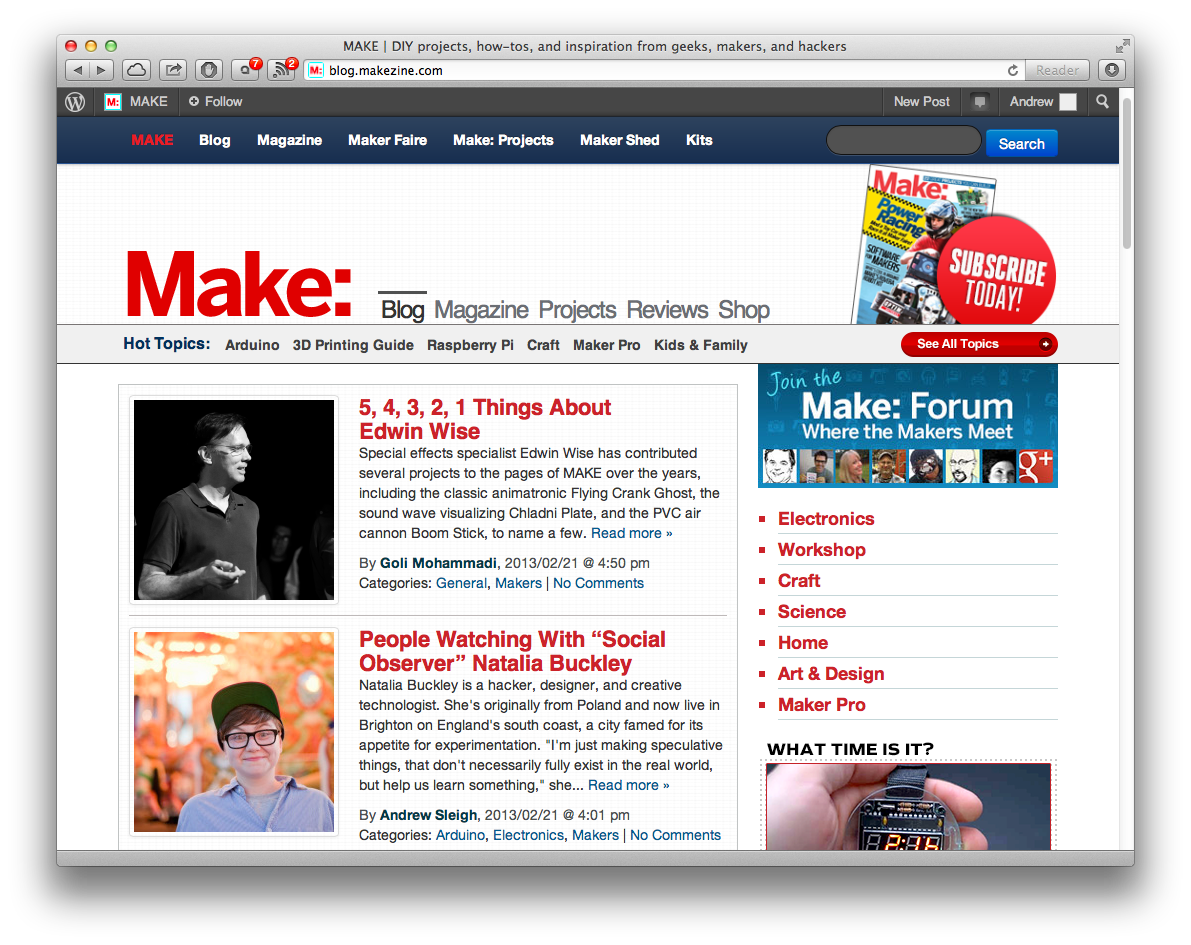 MAKE | DIY projects, how-tos, and inspiration from geeks, makers, and hackers
7
2
M: blog.makezine.com
Reader
M: MAKE
Follow
New Post
Andrew
MAKE
Blog
Magazine
Maker Faire
Make: Projects
Maker Shed
Kits
Search
Make:
Power
Racing
SOFTWARE
FOR MAKERS
SUBSCRIBE
TODAY!
Make:
Blog Magazine Projects Reviews Shop
Hot Topics: Arduino 3D Printing Guide Raspberry Pi Craft Maker Pro Kids & Family
See All Topics
5, 4, 3, 2, 1 Things About
Edwin Wise
Special effects specialist Edwin Wise has contributed
several projects to the pages of MAKE over the years,
including the classic animatronic Flying Crank Ghost, the
sound wave visualizing Chladni Plate, and the PVC air
cannon Boom Stick, to name a few. Read more »
By Goli Mohammadi, 2013/02/21 @ 4:50 pm
Categories: General, Makers | No Comments
People Watching With “Social
Observer” Natalia Buckley
Natalia Buckley is a hacker, designer, and creative
technologist. She's originally from Poland and now live in
Brighton on England's south coast, a city famed for its
appetite for experimentation. "I'm just making speculative
things, that don't necessarily fully exist in the real world,
but help us learn something," she... Read more »
By Andrew Sleigh, 2013/02/21 @ 4:01 pm
Categories: Arduino, Electronics, Makers | No Comments
Join the
Make: Forum
Where the Makers Meet
g+
Electronics
Workshop
Craft
Science
Home
Art & Design
Maker Pro
WHAT TIME IS IT?
2:16